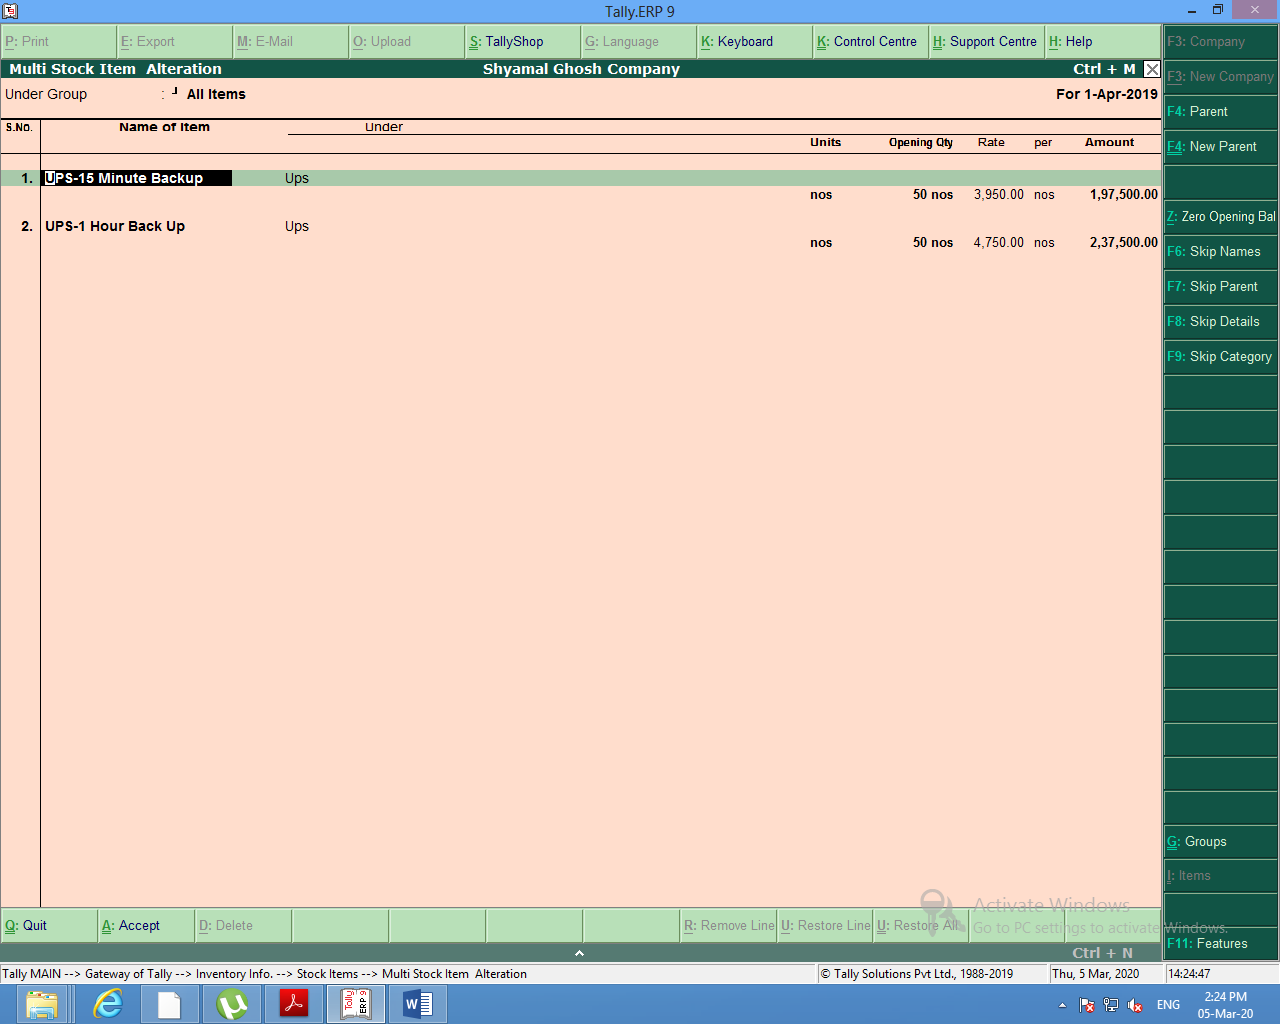 Tally.ERP 9
P: Print E: Export M: E-Mail O: Upload S: TallyShop G: Language K: Keyboard K: Control Centre H: Support Centre H: Help
F3: Company
Multi Stock Item Alteration Shyamal Ghosh Company Ctrl + M
F3: New Company
Under Group : All Items For 1-Apr-2019
F4: Parent
S.No. Name of Item Under
Units Opening Qty Rate per Amount
F4: New Parent
1. UPS-15 Minute Backup Ups
nos 50 nos 3,950.00 nos 1,97,500.00
Z: Zero Opening Bal
2. UPS-1 Hour Back Up Ups
nos 50 nos 4,750.00 nos 2,37,500.00
F6: Skip Names
F7: Skip Parent
F8: Skip Details
F9: Skip Category
G: Groups
I: Items
Activate Windows
Go to PC settings to activate Windows.
Q: Quit A: Accept D: Delete R: Remove Line U: Restore Line U: Restore All
F11: Features
Ctrl + N
Tally MAIN --> Gateway of Tally --> Inventory Info. --> Stock Items --> Multi Stock Item Alteration © Tally Solutions Pvt Ltd., 1988-2019 Thu, 5 Mar, 2020 14:24:47
Tally ERP 9
ENG
2:24 PM
05-Mar-20